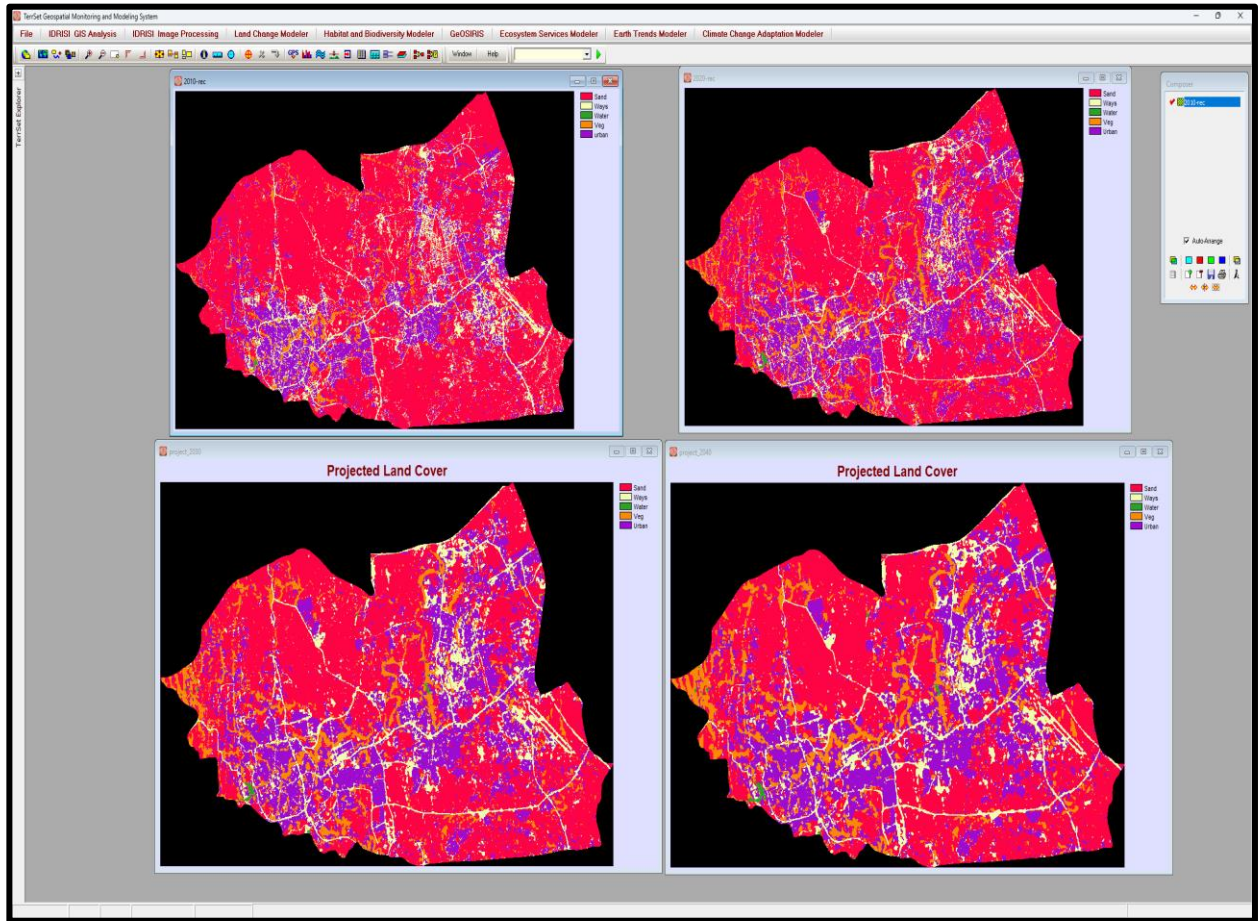 TerrSet Geospatial Monitoring and Modeling System
File IDRISI GIS Analysis IDRISI Image Processing Land Change Modeler Habitat and Biodiversity Modeler GeOSIRIS Ecosystem Services Modeler Earth Trends Modeler Climate Change Adaptation Modeler
Window Help
TerrSet Explorer
2010-rec
Sand
Ways
Water
Veg
urban
Sand
Ways
Water
Veg
Urban
Composer
2010-rec
Auto-Arrange
Projected Land Cover
Sand
Ways
Water
Veg
Urban
project_2040
Projected Land Cover
Sand
Ways
Water
Veg
Urban